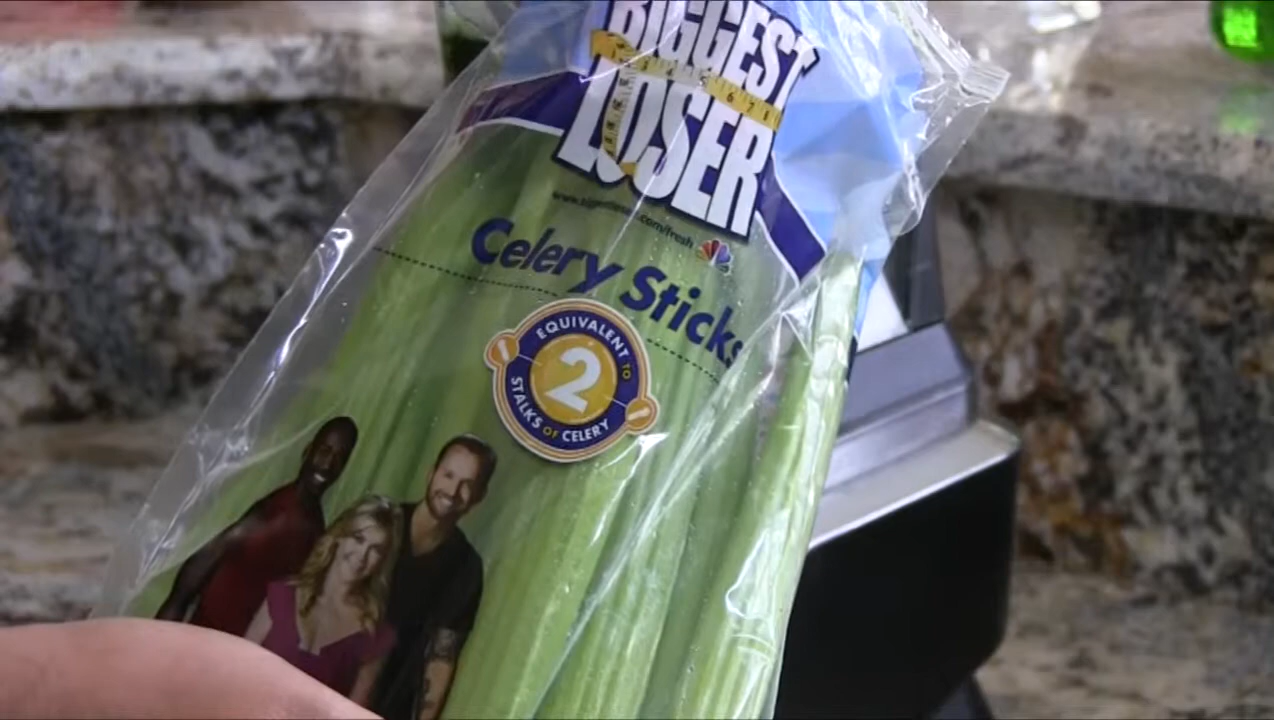 BIGGEST
LOSER
Celery Sticks
EQUIVALENT TO
2
STALKS OF CELERY